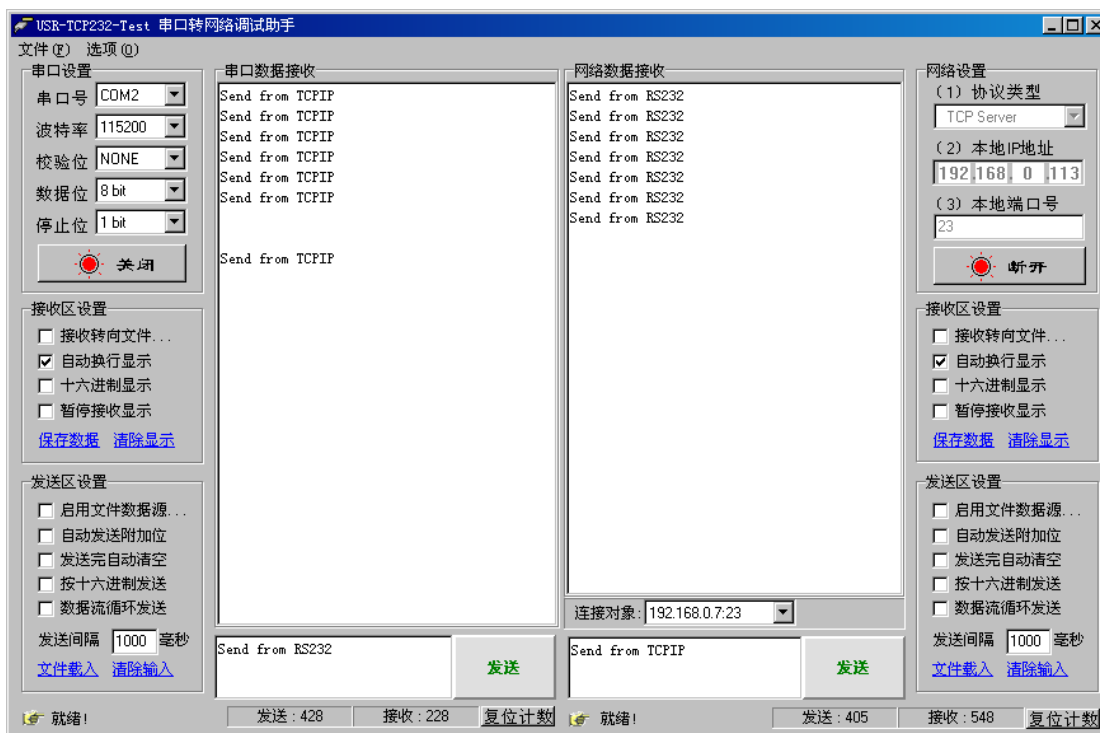 USR-TCP232-Test 串口转网络调试助手
文件(F) 选项(O)
串口设置
串口号 COM2
波特率 115200
校验位 NONE
数据位 8 bit
停止位 1 bit
关闭
接收区设置
接收转向文件...
自动换行显示
十六进制显示
暂停接收显示
保存数据 清除显示
发送区设置
启用文件数据源...
自动发送附加位
发送完自动清空
按十六进制发送
数据流循环发送
发送间隔 1000 毫秒
文件载入 清除输入
就绪!
串口数据接收
Send from TCPIP
Send from TCPIP
Send from TCPIP
Send from TCPIP
Send from TCPIP
Send from TCPIP
Send from TCPIP
Send from RS232
发送
发送:428 接收:228 复位计数
网络数据接收
Send from RS232
Send from RS232
Send from RS232
Send from RS232
Send from RS232
Send from RS232
Send from RS232
连接对象: 192.168.0.7:23
Send from TCPIP
发送
就绪!
发送:405 接收:548 复位计数
网络设置
(1) 协议类型
TCP Server
(2) 本地IP地址
192.168. 0 .113
(3) 本地端口号
23
断开
接收区设置
接收转向文件...
自动换行显示
十六进制显示
暂停接收显示
保存数据 清除显示
发送区设置
启用文件数据源...
自动发送附加位
发送完自动清空
按十六进制发送
数据流循环发送
发送间隔 1000 毫秒
文件载入 清除输入